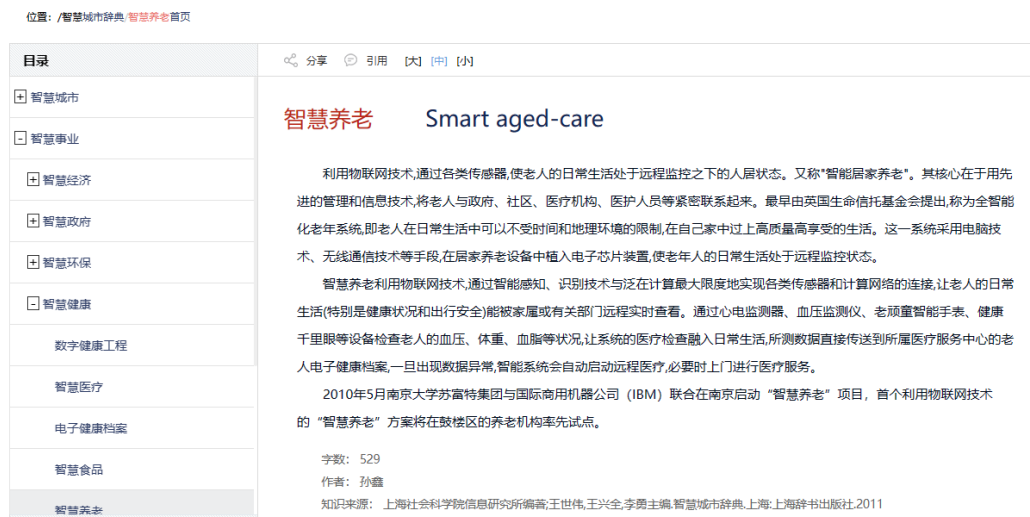 位置：/智慧城市辞典/智慧养老首页
目录
分享 引用 [大] [中] [小]
+ 智慧城市
- 智慧事业
+ 智慧经济
+ 智慧政府
+ 智慧环保
- 智慧健康
数字健康工程
智慧医疗
电子健康档案
智慧食品
智慧养老
智慧养老 Smart aged-care
利用物联网技术,通过各类传感器,使老人的日常生活处于远程监控之下的人居状态。又称"智能居家养老"。其核心在于用先
进的管理和信息技术,将老人与政府、社区、医疗机构、医护人员等紧密联系起来。最早由英国生命信托基金会提出,称为全智能
化老年系统,即老人在日常生活中可以不受时间和地理环境的限制,在自己家中过上高质量高享受的生活。这一系统采用电脑技
术、无线通信技术等手段,在居家养老设备中植入电子芯片装置,使老年人的日常生活处于远程监控状态。
智慧养老利用物联网技术,通过智能感知、识别技术与泛在计算最大限度地实现各类传感器和计算网络的连接,让老人的日常
生活(特别是健康状况和出行安全)能被家属或有关部门远程实时查看。通过心电监测器、血压监测仪、老顽童智能手表、健康
千里眼等设备检查老人的血压、体重、血脂等状况,让系统的医疗检查融入日常生活,所测数据直接传送到所属医疗服务中心的老
人电子健康档案,一旦出现数据异常,智能系统会自动启动远程医疗,必要时上门进行医疗服务。
2010年5月南京大学苏富特集团与国际商用机器公司（IBM）联合在南京启动“智慧养老”项目，首个利用物联网技术
的“智慧养老”方案将在鼓楼区的养老机构率先试点。
字数： 529
作者： 孙鑫
知识来源： 上海社会科学院信息研究所编著;王世伟,王兴全,李勇主编.智慧城市辞典.上海:上海辞书出版社.2011